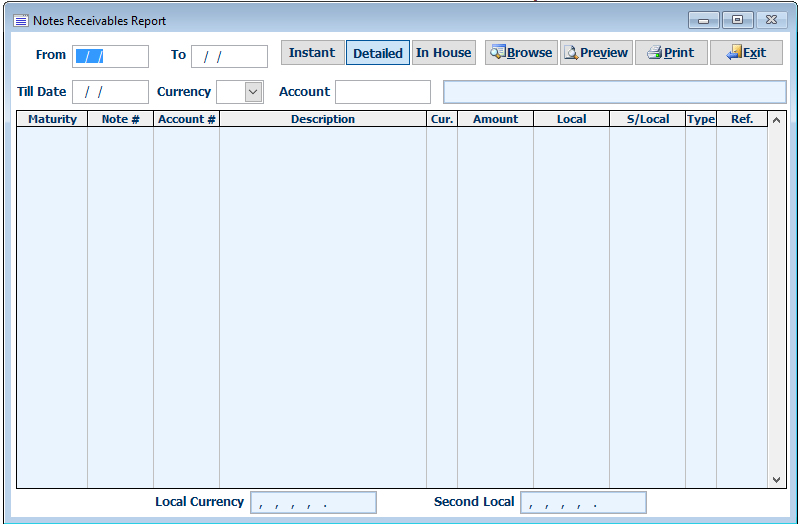 Notes Receivables Report
From / / To / / Instant Detailed In House Browse Preview Print Exit
Till Date / / Currency Account
Maturity Note # Account # Description Cur. Amount Local S/Local Type Ref.
Local Currency , , , , . Second Local , , , , .